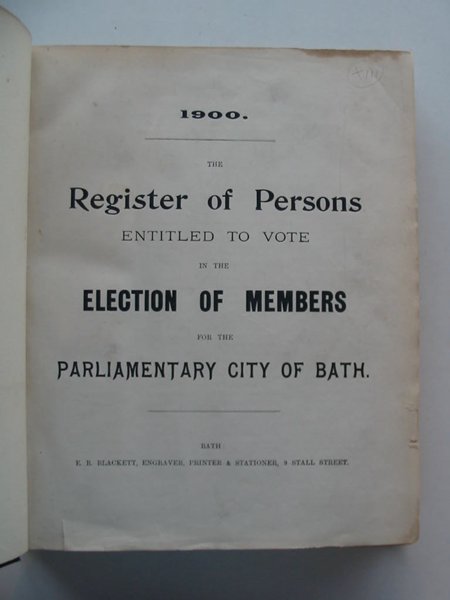 1900.
THE
Register of Persons
ENTITLED TO VOTE
IN THE
ELECTION OF MEMBERS
FOR THE
PARLIAMENTARY CITY OF BATH.
BATH
E. R. BLACKETT, ENGRAVER, PRINTER & STATIONER, 9 STALL STREET.